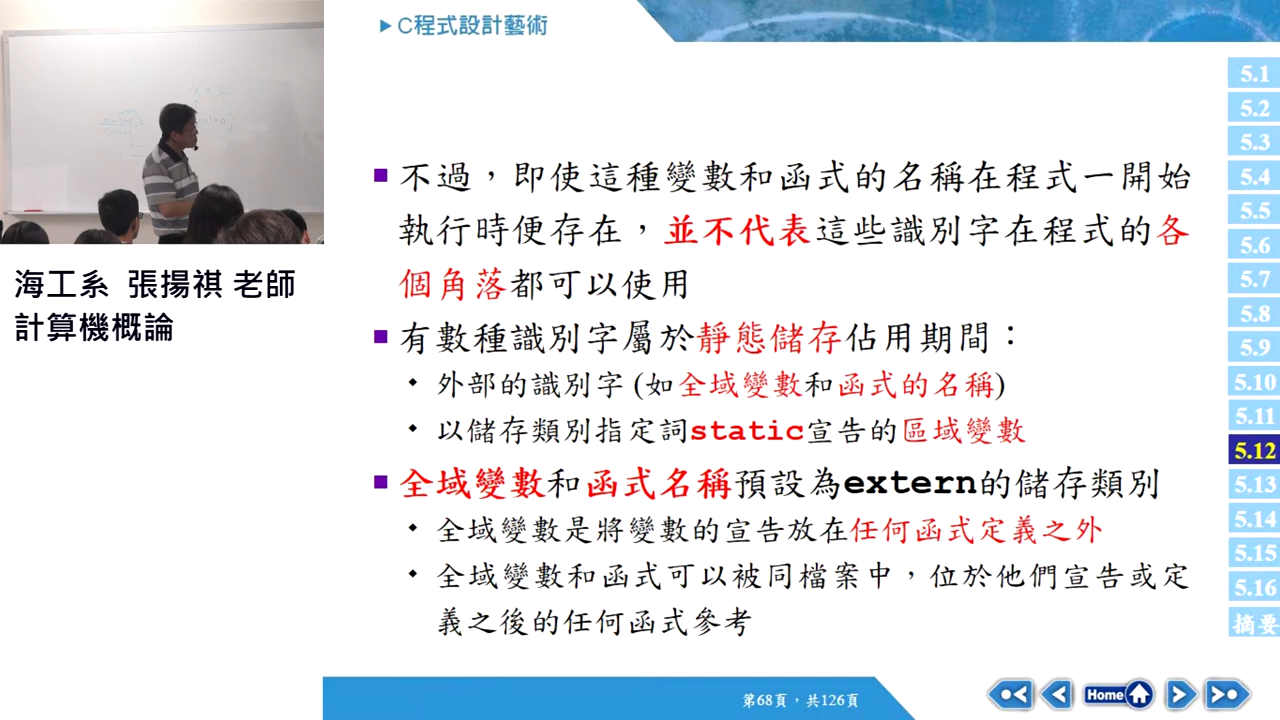 C程式設計藝術
不過，即使這種變數和函式的名稱在程式一開始
執行時便存在，並不代表這些識別字在程式的各
個角落都可以使用
有數種識別字屬於靜態儲存佔用期間：
外部的識別字 (如全域變數和函式的名稱)
以儲存類別指定詞static宣告的區域變數
全域變數和函式名稱預設為extern的儲存類別
全域變數是將變數的宣告放在任何函式定義之外
全域變數和函式可以被同檔案中，位於他們宣告或定
義之後的任何函式參考
海工系 張揚祺 老師
計算機概論
5.1
5.2
5.3
5.4
5.5
5.6
5.7
5.8
5.9
5.10
5.11
5.12
5.13
5.14
5.15
5.16
摘要
第68頁，共126頁
Home